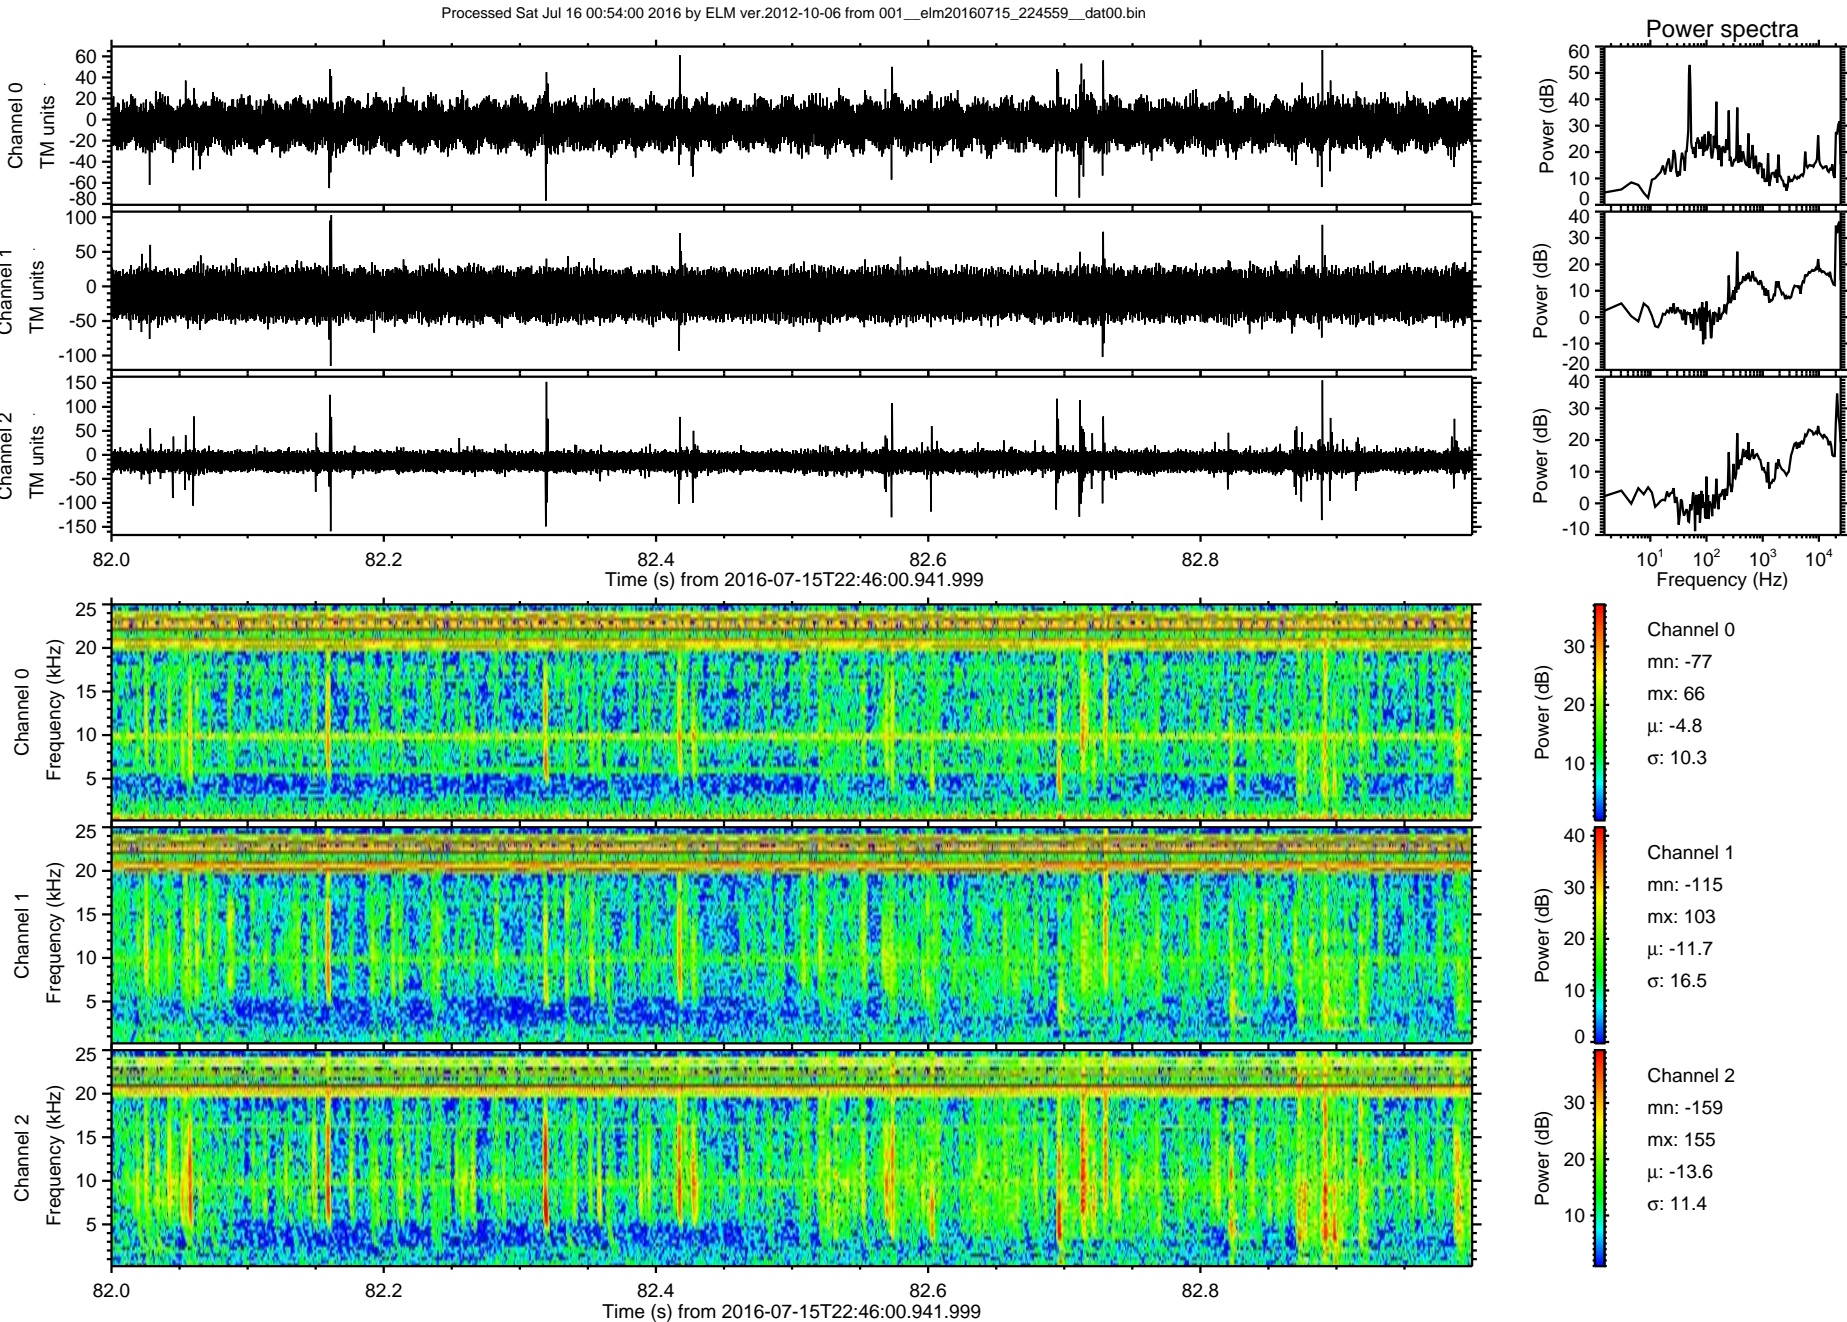 Processed Sat Jul 16 00:54:00 2016 by ELM ver.2012-10-06 from 001__elm20160715_224559__dat00.bin
Power spectra
Channel 0
TM units
60
40
20
0
-20
-40
-60
-80
Power (dB)
60
50
40
30
20
10
0
Channel 1
TM units
100
50
0
-50
-100
Power (dB)
40
30
20
10
0
-10
-20
Channel 2
TM units
150
100
50
0
-50
-100
-150
Power (dB)
40
30
20
10
0
-10
82.0 82.2 82.4 82.6 82.8
Time (s) from 2016-07-15T22:46:00.941.999
10^1 10^2 10^3 10^4
Frequency (Hz)
Channel 0
Frequency (kHz)
25
20
15
10
5
Power (dB)
30
20
10
Channel 0
mn: -77
mx: 66
μ: -4.8
σ: 10.3
Channel 1
Frequency (kHz)
25
20
15
10
5
Power (dB)
40
30
20
10
0
Channel 1
mn: -115
mx: 103
μ: -11.7
σ: 16.5
Channel 2
Frequency (kHz)
25
20
15
10
5
Power (dB)
30
20
10
Channel 2
mn: -159
mx: 155
μ: -13.6
σ: 11.4
82.0 82.2 82.4 82.6 82.8
Time (s) from 2016-07-15T22:46:00.941.999